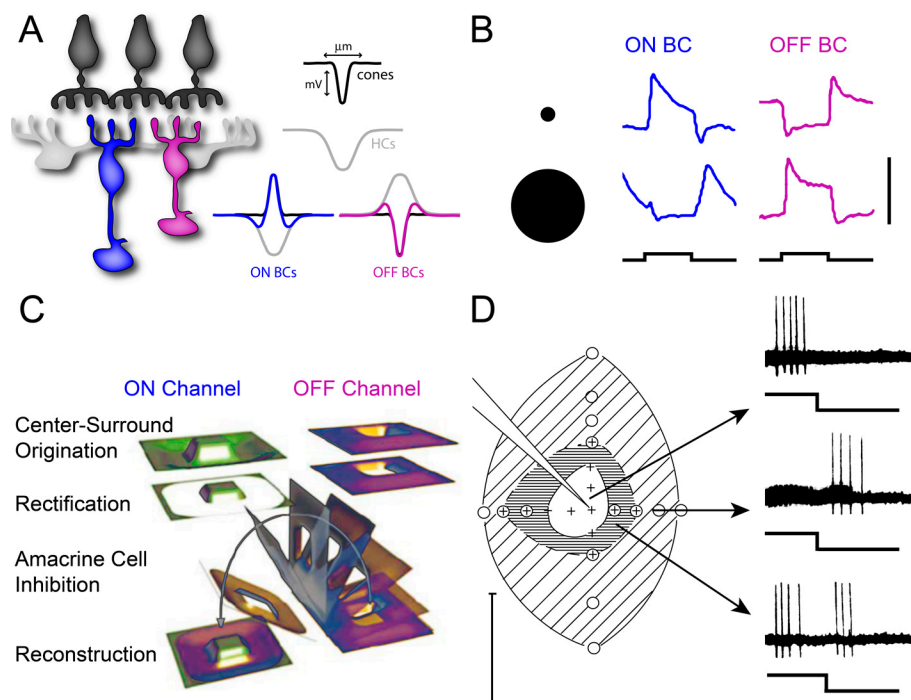 A
μm
mV
cones
HCs
ON BCs
OFF BCs
B
ON BC
OFF BC
C
ON Channel
OFF Channel
Center-Surround
Origination
Rectification
Amacrine Cell
Inhibition
Reconstruction
D